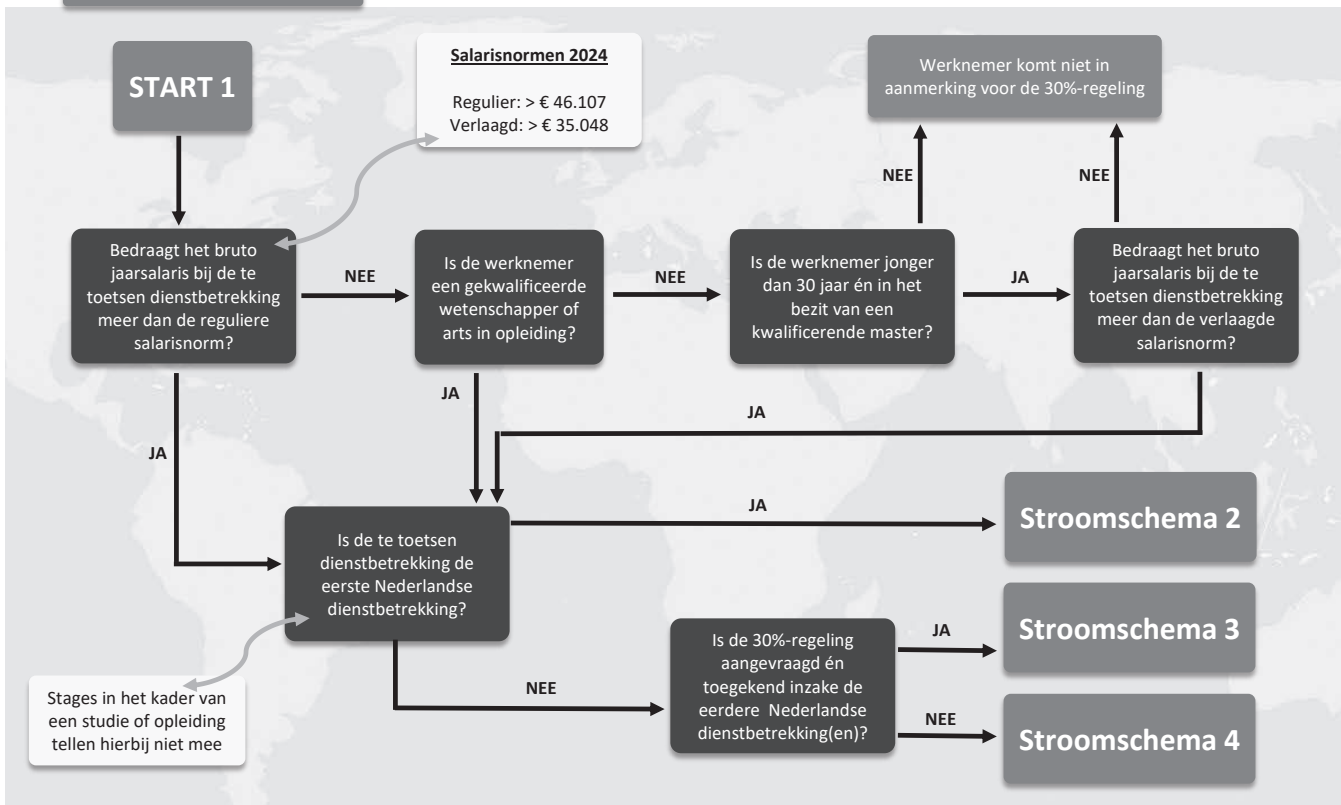 START 1
Salarisnormen 2024
Regulier: > € 46.107
Verlaagd: > € 35.048
Werknemer komt niet in
aanmerking voor de 30%-regeling
NEE
NEE
Bedraagt het bruto
jaarsalaris bij de te
toetsen dienstbetrekking
meer dan de reguliere
salarisnorm?
NEE
Is de werknemer
een gekwalificeerde
wetenschapper of
arts in opleiding?
NEE
Is de werknemer jonger
dan 30 jaar én in het
bezit van een
kwalificerende master?
JA
Bedraagt het bruto
jaarsalaris bij de te
toetsen dienstbetrekking
meer dan de verlaagde
salarisnorm?
JA
JA
JA
Is de te toetsen
dienstbetrekking de
eerste Nederlandse
dienstbetrekking?
JA
Stroomschema 2
Stages in het kader van
een studie of opleiding
tellen hierbij niet mee
NEE
Is de 30%-regeling
aangevraagd én
toegekend inzake de
eerdere Nederlandse
dienstbetrekking(en)?
JA
Stroomschema 3
NEE
Stroomschema 4